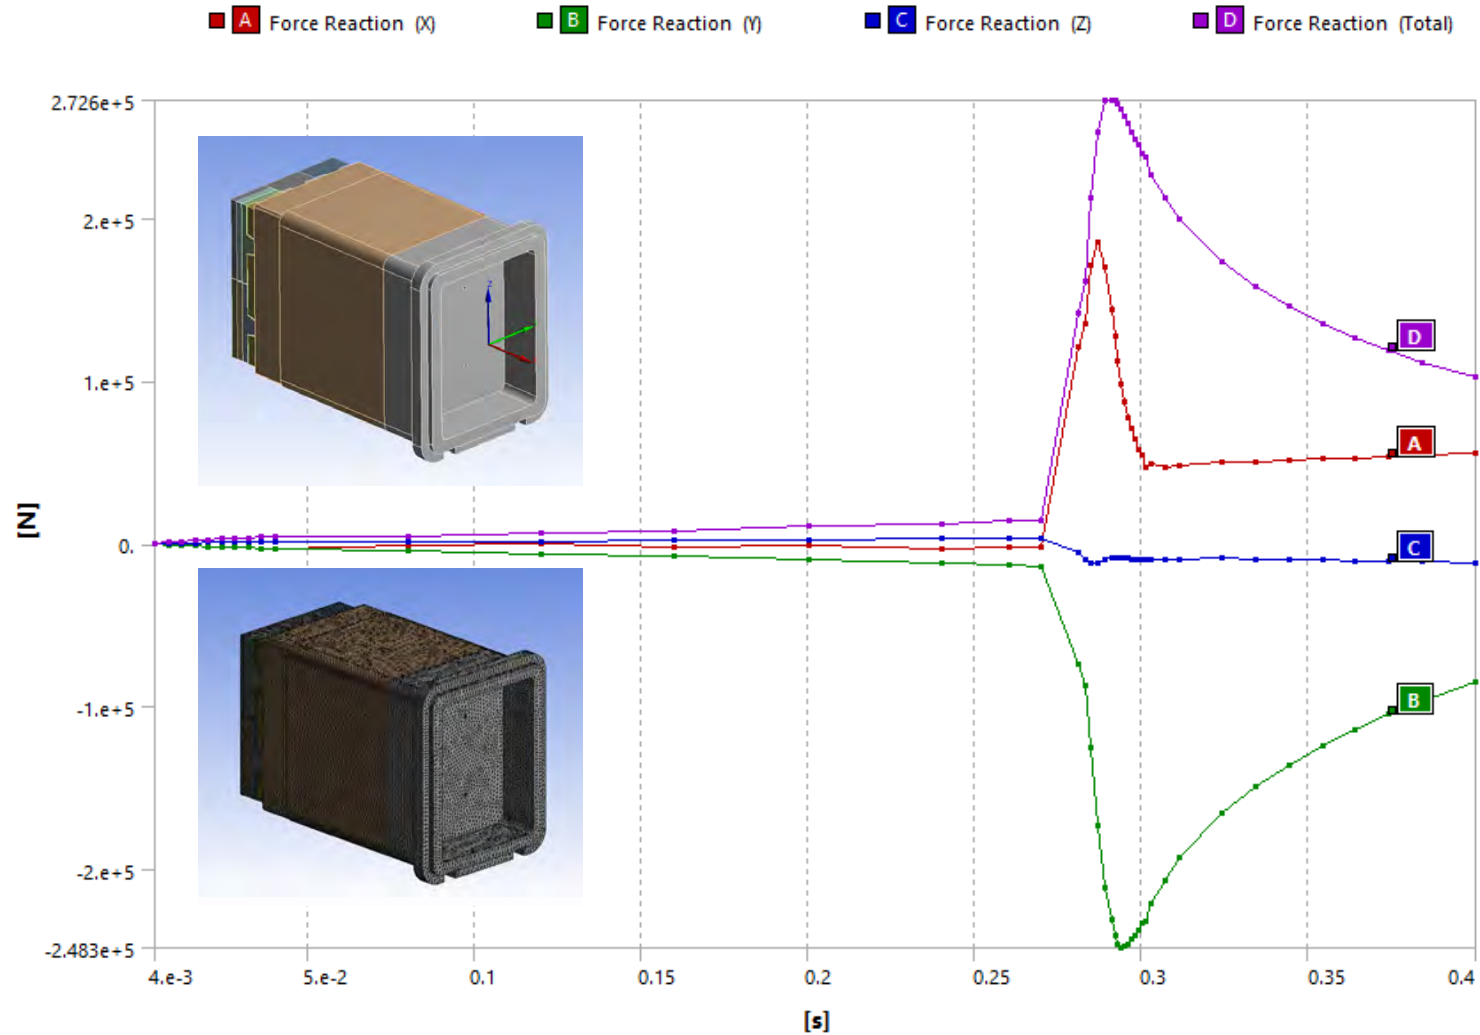 A Force Reaction (X) B Force Reaction (Y) C Force Reaction (Z) D Force Reaction (Total)
2.726e+5
2.e+5
D
1.e+5
A
[N]
0.
C
B
-1.e+5
-2.e+5
-2.483e+5
4.e-3 5.e-2 0.1 0.15 0.2 0.25 0.3 0.35 0.4
[s]